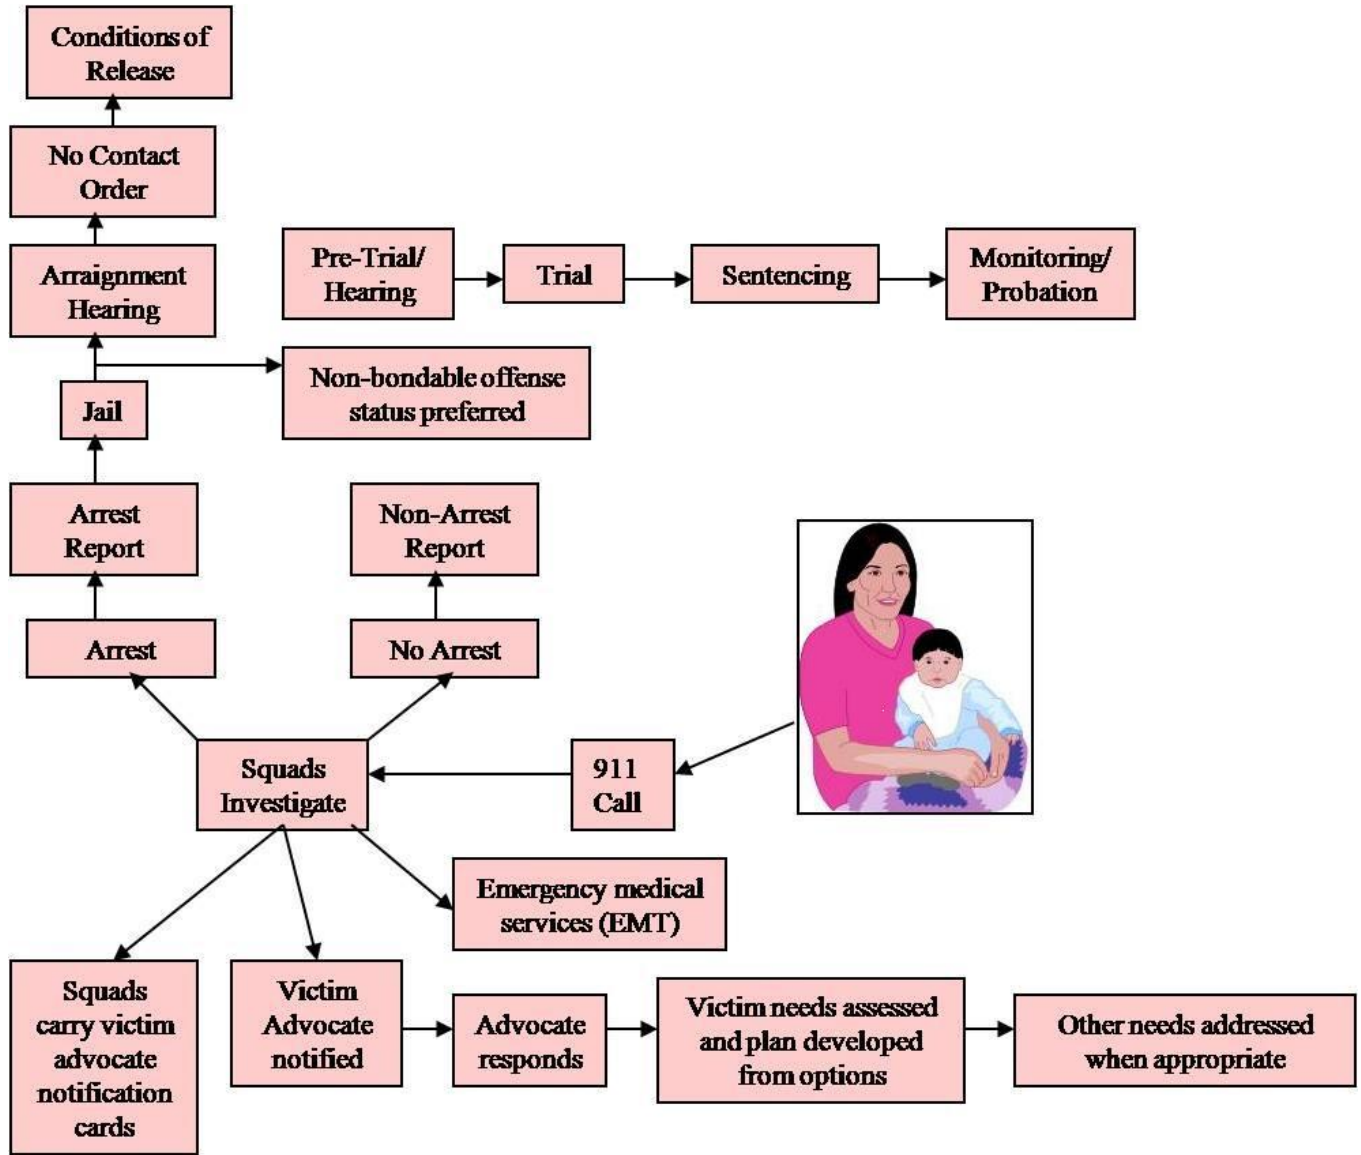 Conditions of
Release
No Contact
Order
Arraignment
Hearing
Pre-Trial/
Hearing
Trial
Sentencing
Monitoring/
Probation
Non-bondable offense
status preferred
Jail
Arrest
Report
Non-Arrest
Report
Arrest
No Arrest
Squads
Investigate
911
Call
Emergency medical
services (EMT)
Squads
carry victim
advocate
notification
cards
Victim
Advocate
notified
Advocate
responds
Victim needs assessed
and plan developed
from options
Other needs addressed
when appropriate